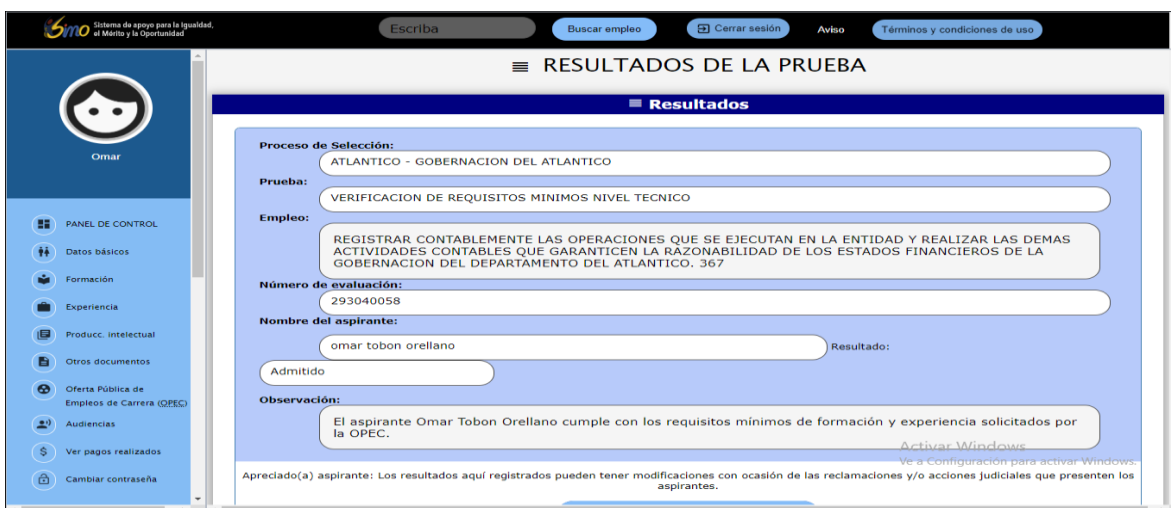 Simo Sistema de apoyo para la igualdad,
el Mérito y la Oportunidad
Escriba
Buscar empleo
Cerrar sesión
Aviso
Términos y condiciones de uso
RESULTADOS DE LA PRUEBA
Omar
PANEL DE CONTROL
Datos básicos
Formación
Experiencia
Producc. intelectual
Otros documentos
Oferta Pública de
Empleos de Carrera (OPEC)
Audiencias
Ver pagos realizados
Cambiar contraseña
Resultados
Proceso de Selección:
ATLANTICO - GOBERNACION DEL ATLANTICO
Prueba:
VERIFICACION DE REQUISITOS MINIMOS NIVEL TECNICO
Empleo:
REGISTRAR CONTABLEMENTE LAS OPERACIONES QUE SE EJECUTAN EN LA ENTIDAD Y REALIZAR LAS DEMAS
ACTIVIDADES CONTABLES QUE GARANTICEN LA RAZONABILIDAD DE LOS ESTADOS FINANCIEROS DE LA
GOBERNACION DEL DEPARTAMENTO DEL ATLANTICO. 367
Número de evaluación:
293040058
Nombre del aspirante:
omar tobon orellano
Resultado:
Admitido
Observación:
El aspirante Omar Tobon Orellano cumple con los requisitos mínimos de formación y experiencia solicitados por
la OPEC.
Activar Windows
Ve a Configuración para activar Windows.
Apreciado(a) aspirante: Los resultados aquí registrados pueden tener modificaciones con ocasión de las reclamaciones y/o acciones judiciales que presenten los
aspirantes.